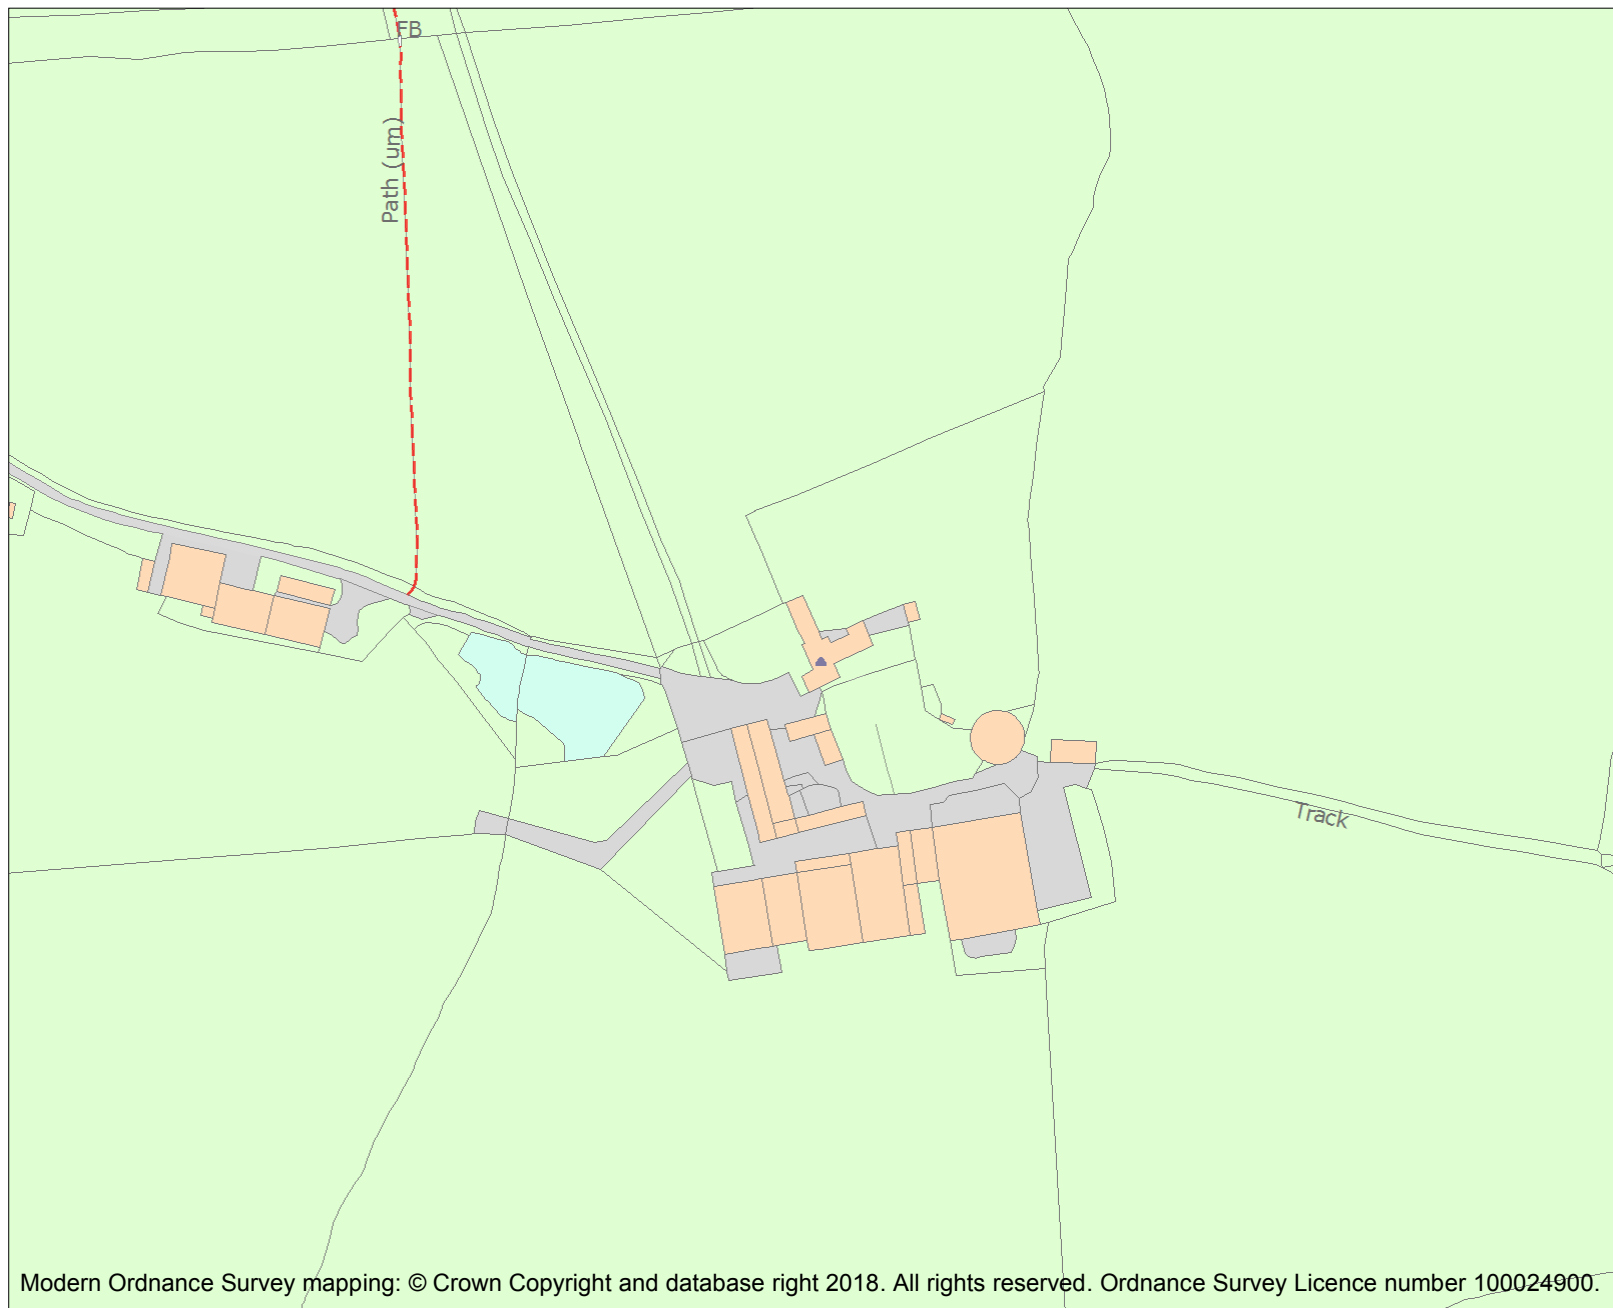 FB
Path (um)
Track
Modern Ordnance Survey mapping: © Crown Copyright and database right 2018. All rights reserved. Ordnance Survey Licence number 100024900.